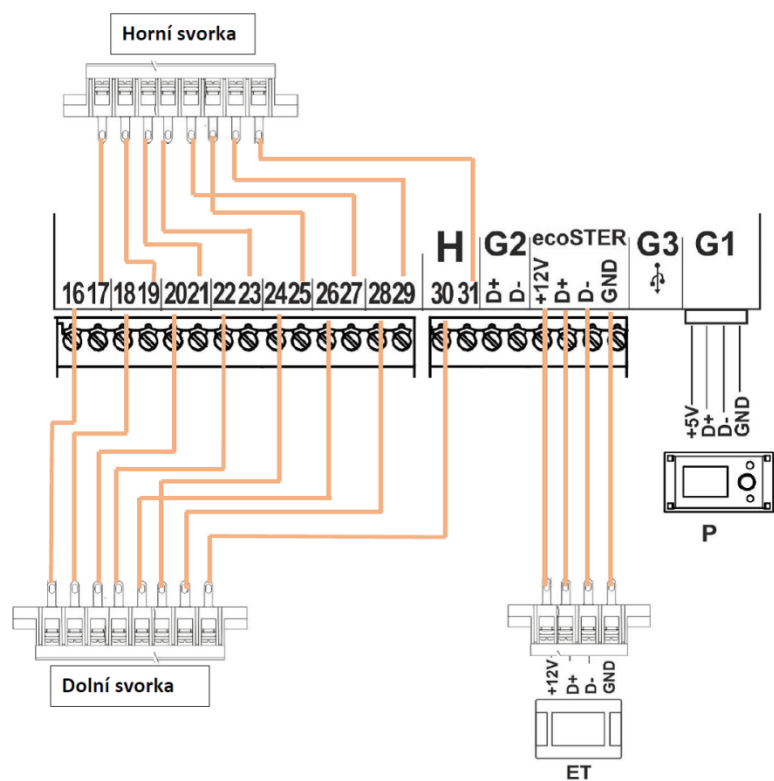 Horní svorka
H G2 ecoSTER G3 G1
16 17 18 19 20 21 22 23 24 25 26 27 28 29 30 31 D+ D- +12V D+ D- GND
+5V D+ D- GND
P
Dolní svorka
+12V D+ D- GND
ET